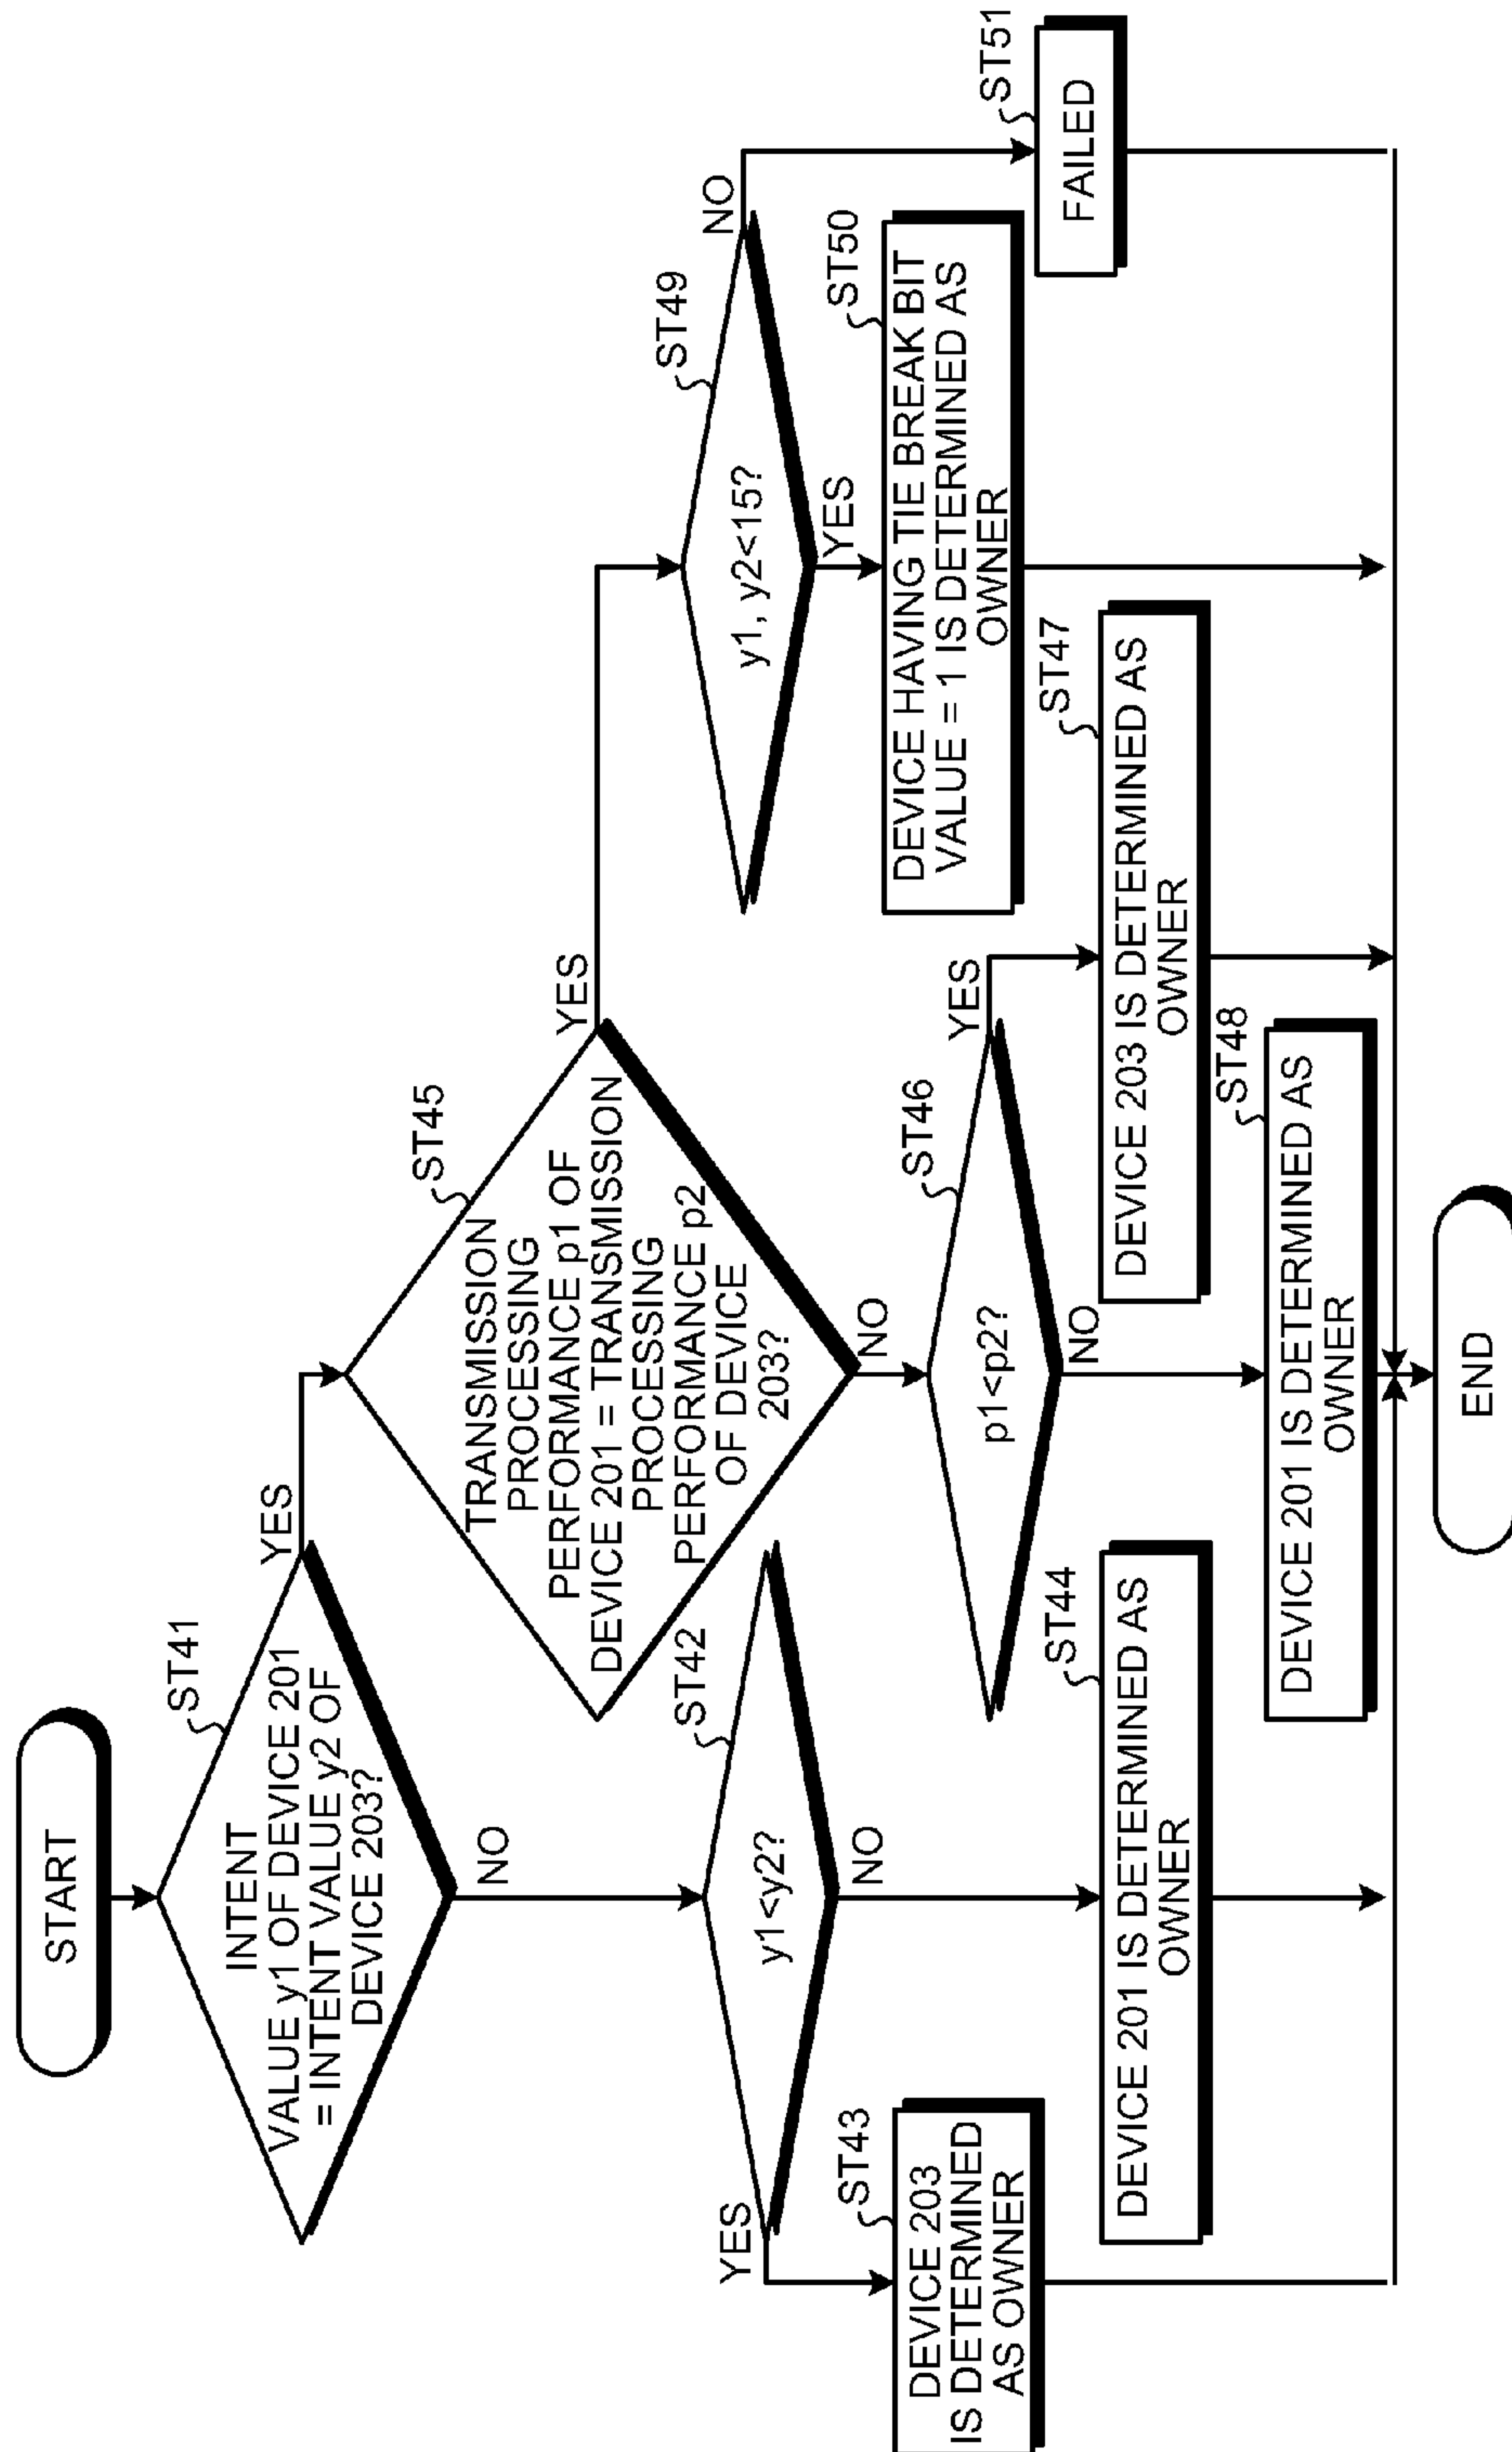 START
ST41
INTENT
VALUE y1 OF DEVICE 201
= INTENT VALUE y2 OF
DEVICE 203?
YES
NO
ST42
y1<y2?
YES
NO
ST43
DEVICE 203
IS DETERMINED
AS OWNER
ST44
DEVICE 201 IS DETERMINED AS
OWNER
ST45
TRANSMISSION
PROCESSING
PERFORMANCE p1 OF
DEVICE 201 = TRANSMISSION
PROCESSING
PERFORMANCE p2
OF DEVICE
203?
YES
NO
ST46
p1<p2?
YES
NO
ST47
DEVICE 203 IS DETERMINED AS
OWNER
ST48
DEVICE 201 IS DETERMINED AS
OWNER
ST49
y1, y2<15?
YES
NO
ST50
DEVICE HAVING TIE BREAK BIT
VALUE = 1 IS DETERMINED AS
OWNER
ST51
FAILED
END